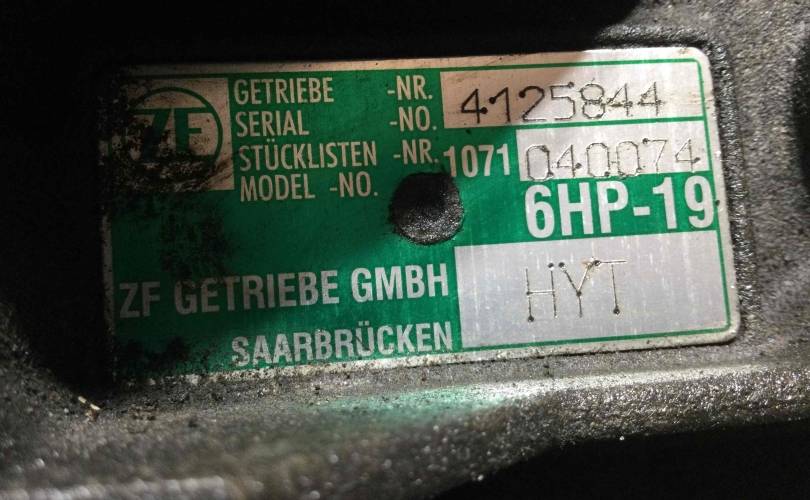 ZF
GETRIEBE -NR. 4125844
SERIAL -NO.
STÜCKLISTEN -NR. 1071 040074
MODEL -NO.
6HP-19
ZF GETRIEBE GMBH
HYT
SAARBRÜCKEN